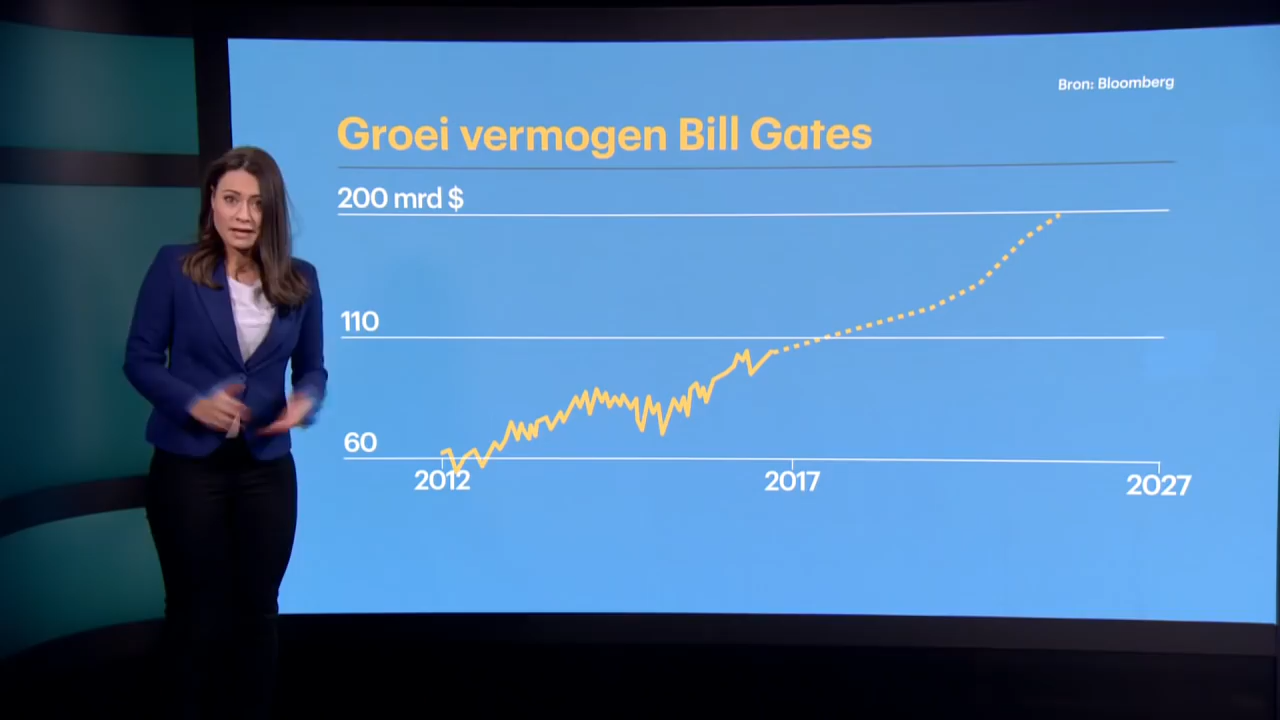 Bron: Bloomberg
Groei vermogen Bill Gates
200 mrd $
110
60
2012 2017 2027